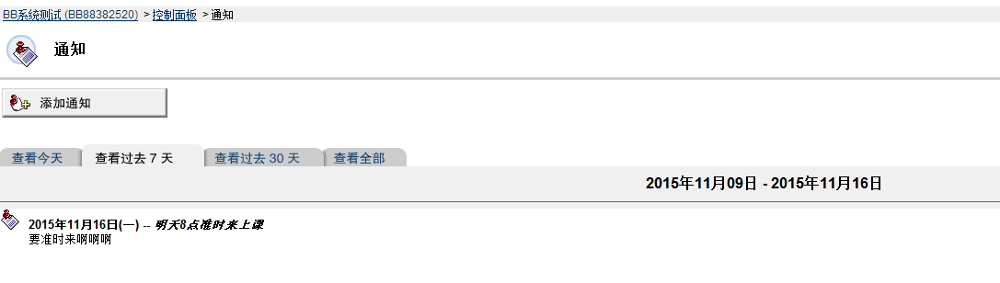 BB系统测试 (BB88382520) > 控制面板 > 通知
通知
添加通知
查看今天 查看过去 7 天 查看过去 30 天 查看全部
2015年11月09日 - 2015年11月16日
2015年11月16日(一) -- 明天8点准时来上课
要准时来啊啊啊